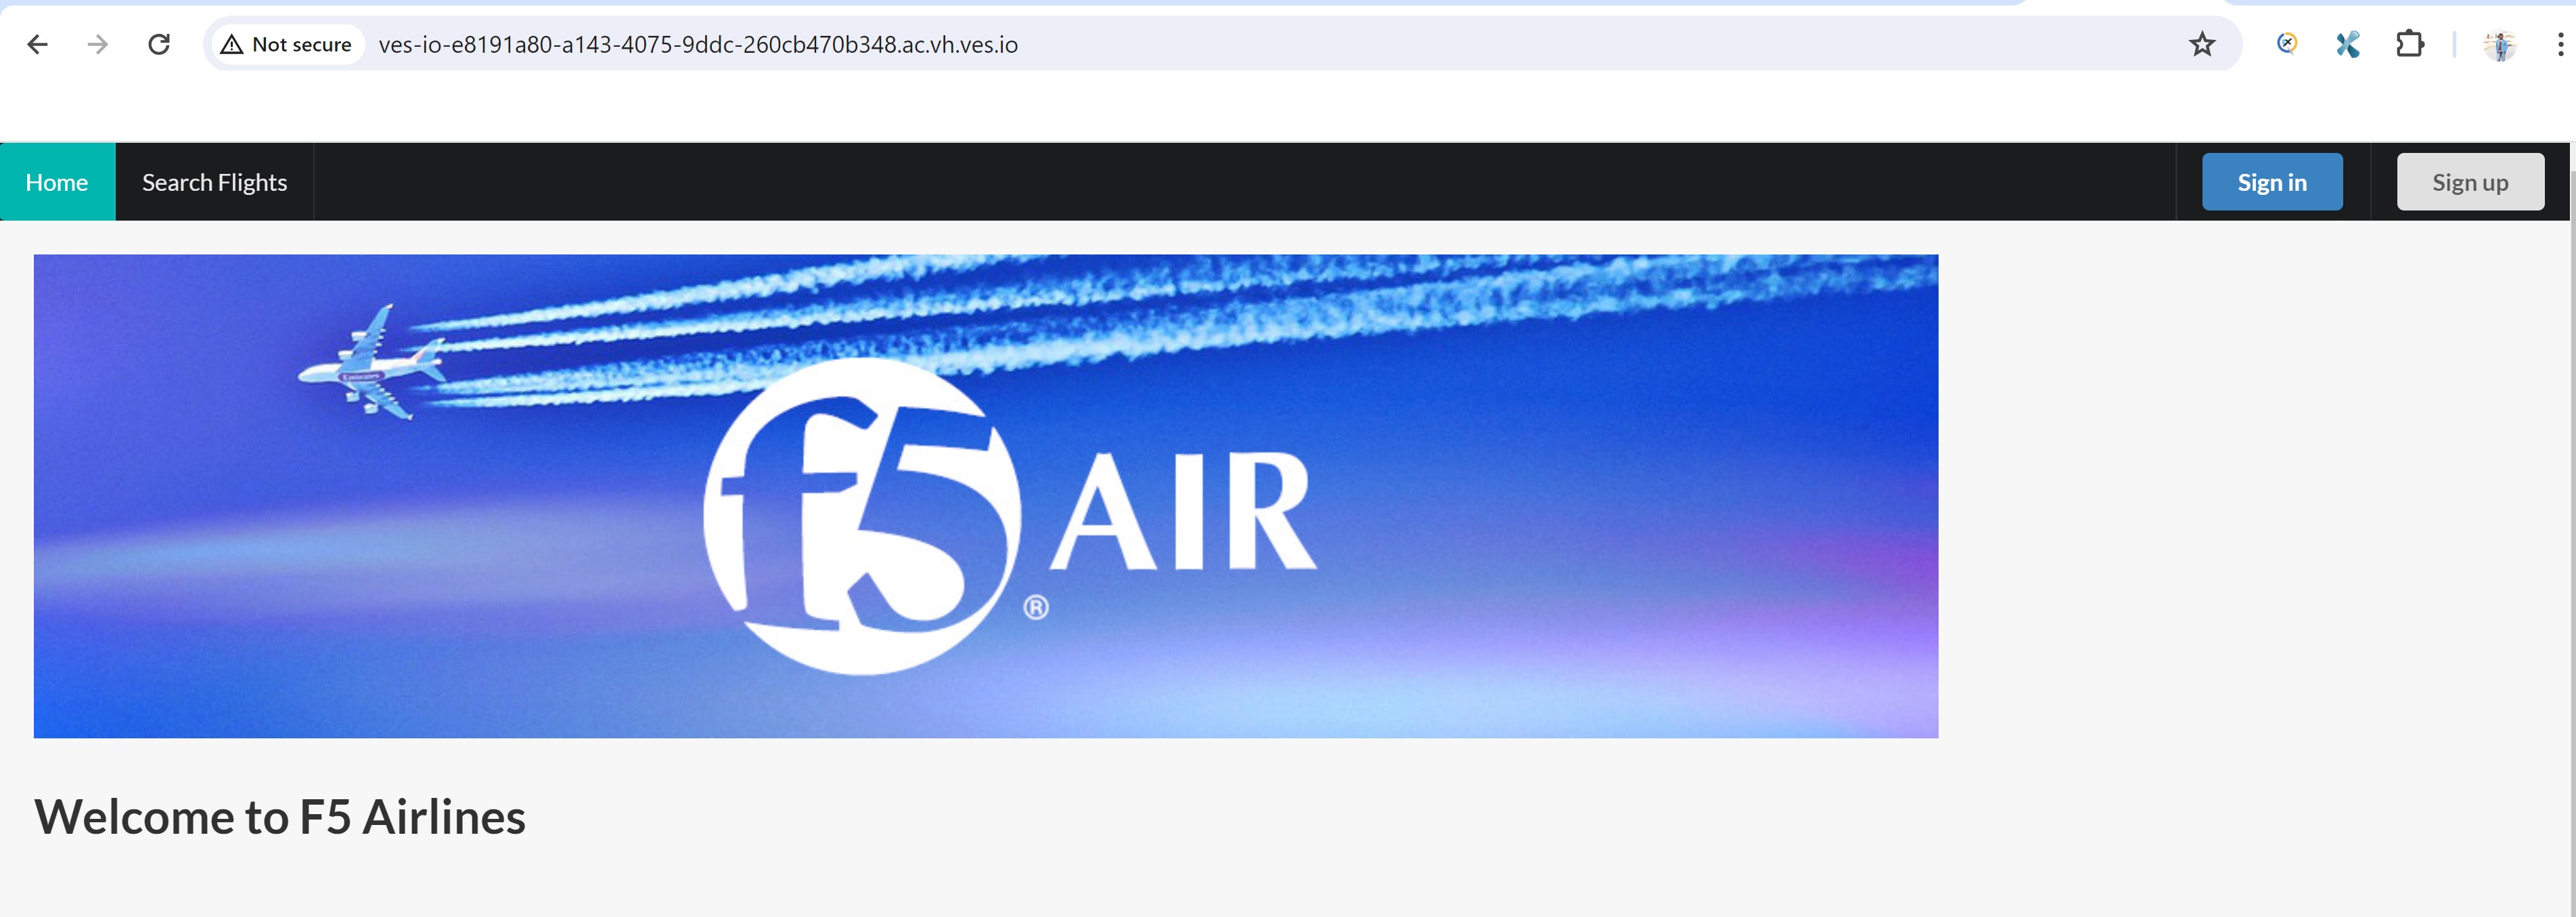 Not secure ves-io-e8191a80-a143-4075-9ddc-260cb470b348.ac.vh.ves.io
Home Search Flights Sign in Sign up
Emirates
f5 AIR
®
Welcome to F5 Airlines